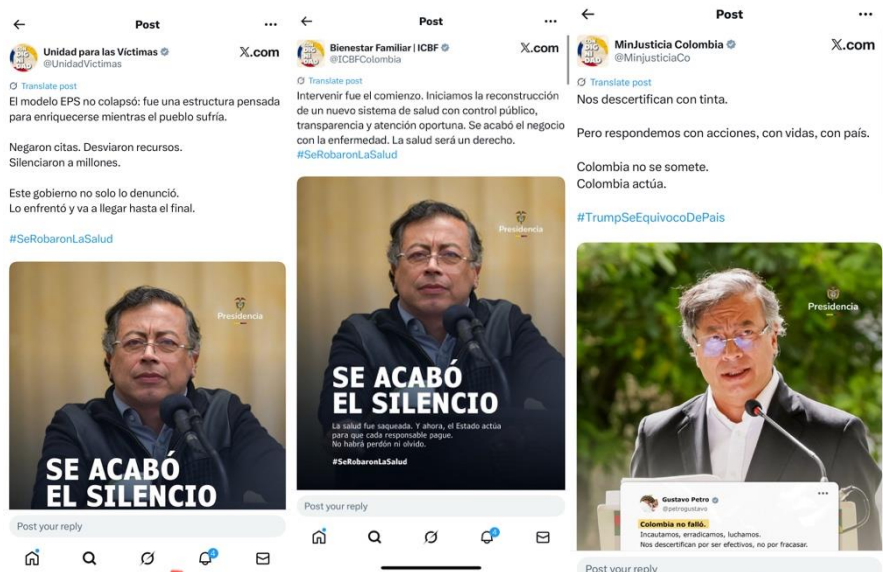 Post
Unidad para las Víctimas
@UnidadVictimas
X.com
Translate post
El modelo EPS no colapsó: fue una estructura pensada
para enriquecerse mientras el pueblo sufría.
Negaron citas. Desviaron recursos.
Silenciaron a millones.
Este gobierno no solo lo denunció.
Lo enfrentó y va a llegar hasta el final.
#SeRobaronLaSalud
Presidencia
SE ACABÓ
EL SILENCIO
Post your reply
4
Post
Bienestar Familiar | ICBF
@ICBFColombia
X.com
Translate post
Intervenir fue el comienzo. Iniciamos la reconstrucción
de un nuevo sistema de salud con control público,
transparencia y atención oportuna. Se acabó el negocio
con la enfermedad. La salud será un derecho.
#SeRobaronLaSalud
Presidencia
SE ACABÓ
EL SILENCIO
La salud fue saqueada. Y ahora, el Estado actúa
para que cada responsable pague.
No habrá perdón ni olvido.
#SeRobaronLaSalud
Post your reply
4
Post
MinJusticia Colombia
@MinjusticiaCo
X.com
Translate post
Nos descertifican con tinta.
Pero respondemos con acciones, con vidas, con país.
Colombia no se somete.
Colombia actúa.
#TrumpSeEquivocoDePais
Presidencia
Gustavo Petro
@petrogustavo
Colombia no falló.
Incautamos, erradicamos, luchamos.
Nos descertifican por ser efectivos, no por fracasar.
Post your reply